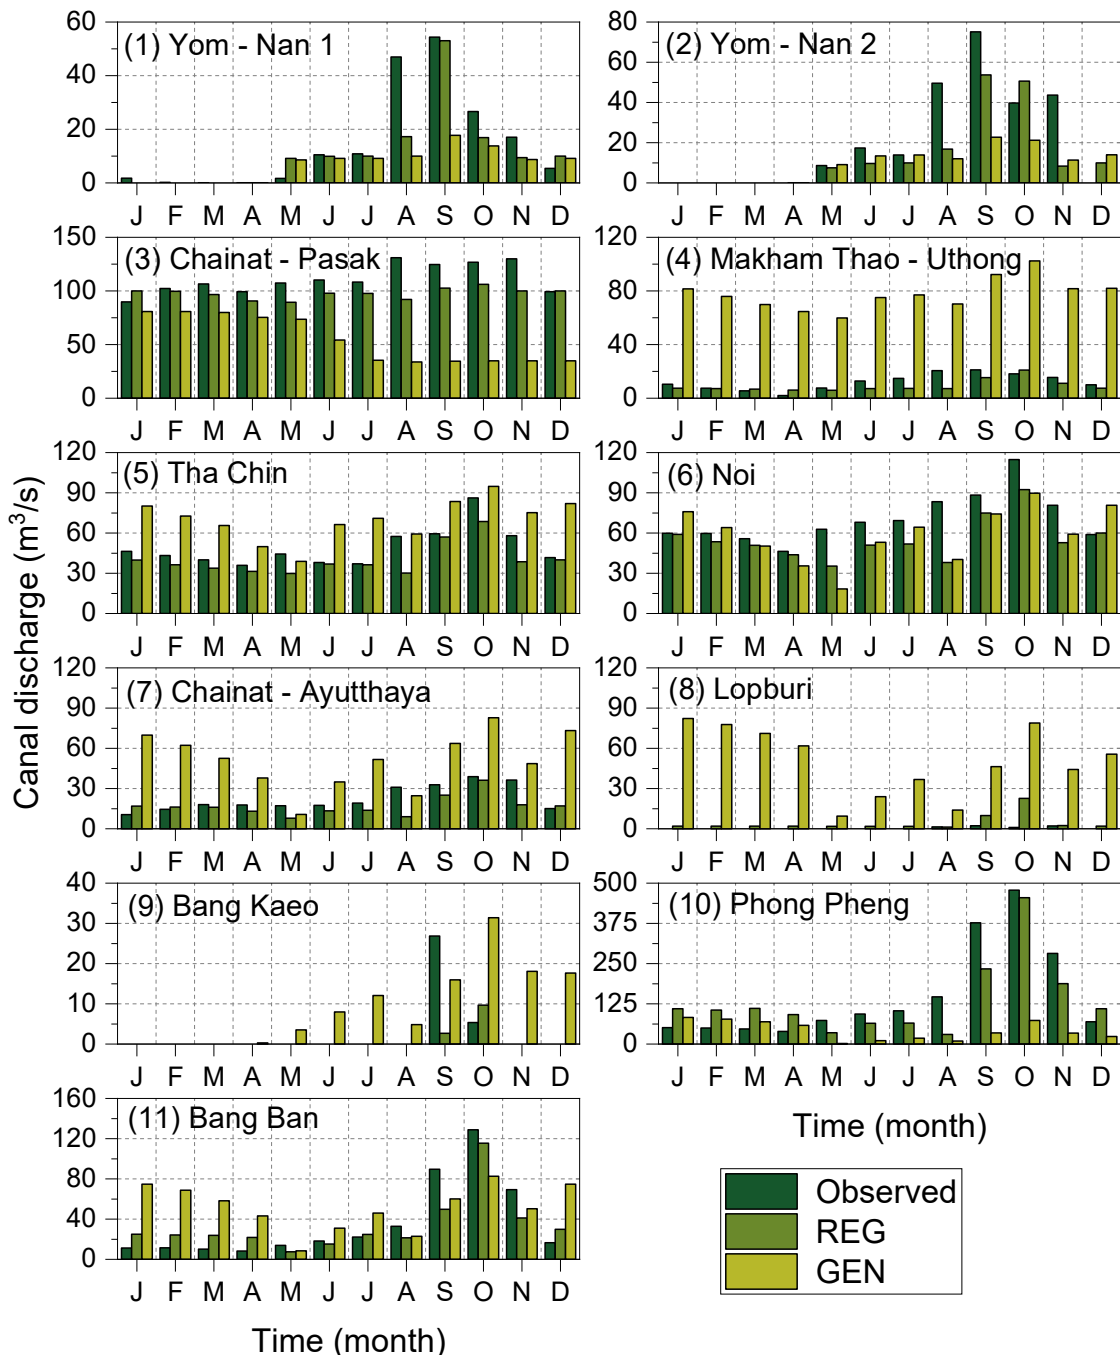 Canal discharge (m³/s)
(1) Yom - Nan 1
60
40
20
0
J F M A M J J A S O N D
(2) Yom - Nan 2
80
60
40
20
0
J F M A M J J A S O N D
(3) Chainat - Pasak
150
100
50
0
J F M A M J J A S O N D
(4) Makham Thao - Uthong
120
80
40
0
J F M A M J J A S O N D
(5) Tha Chin
120
90
60
30
0
J F M A M J J A S O N D
(6) Noi
120
90
60
30
0
J F M A M J J A S O N D
(7) Chainat - Ayutthaya
120
90
60
30
0
J F M A M J J A S O N D
(8) Lopburi
120
90
60
30
0
J F M A M J J A S O N D
(9) Bang Kaeo
40
30
20
10
0
J F M A M J J A S O N D
(10) Phong Pheng
500
375
250
125
0
J F M A M J J A S O N D
Time (month)
(11) Bang Ban
160
120
80
40
0
J F M A M J J A S O N D
Time (month)
Observed
REG
GEN